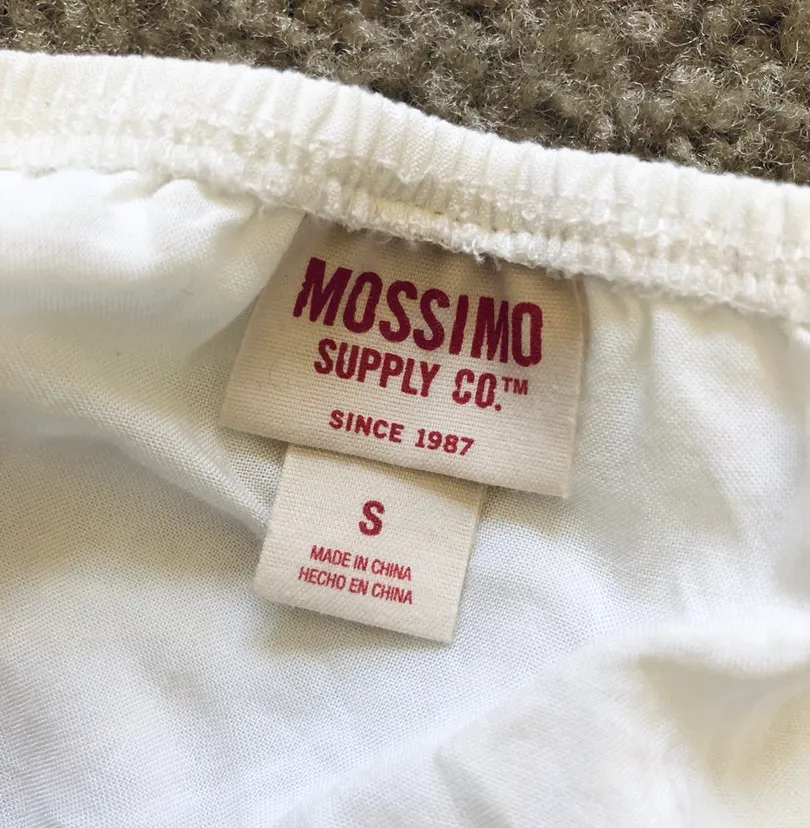 MOSSIMO
SUPPLY CO.™
SINCE 1987
S
MADE IN CHINA
HECHO EN CHINA